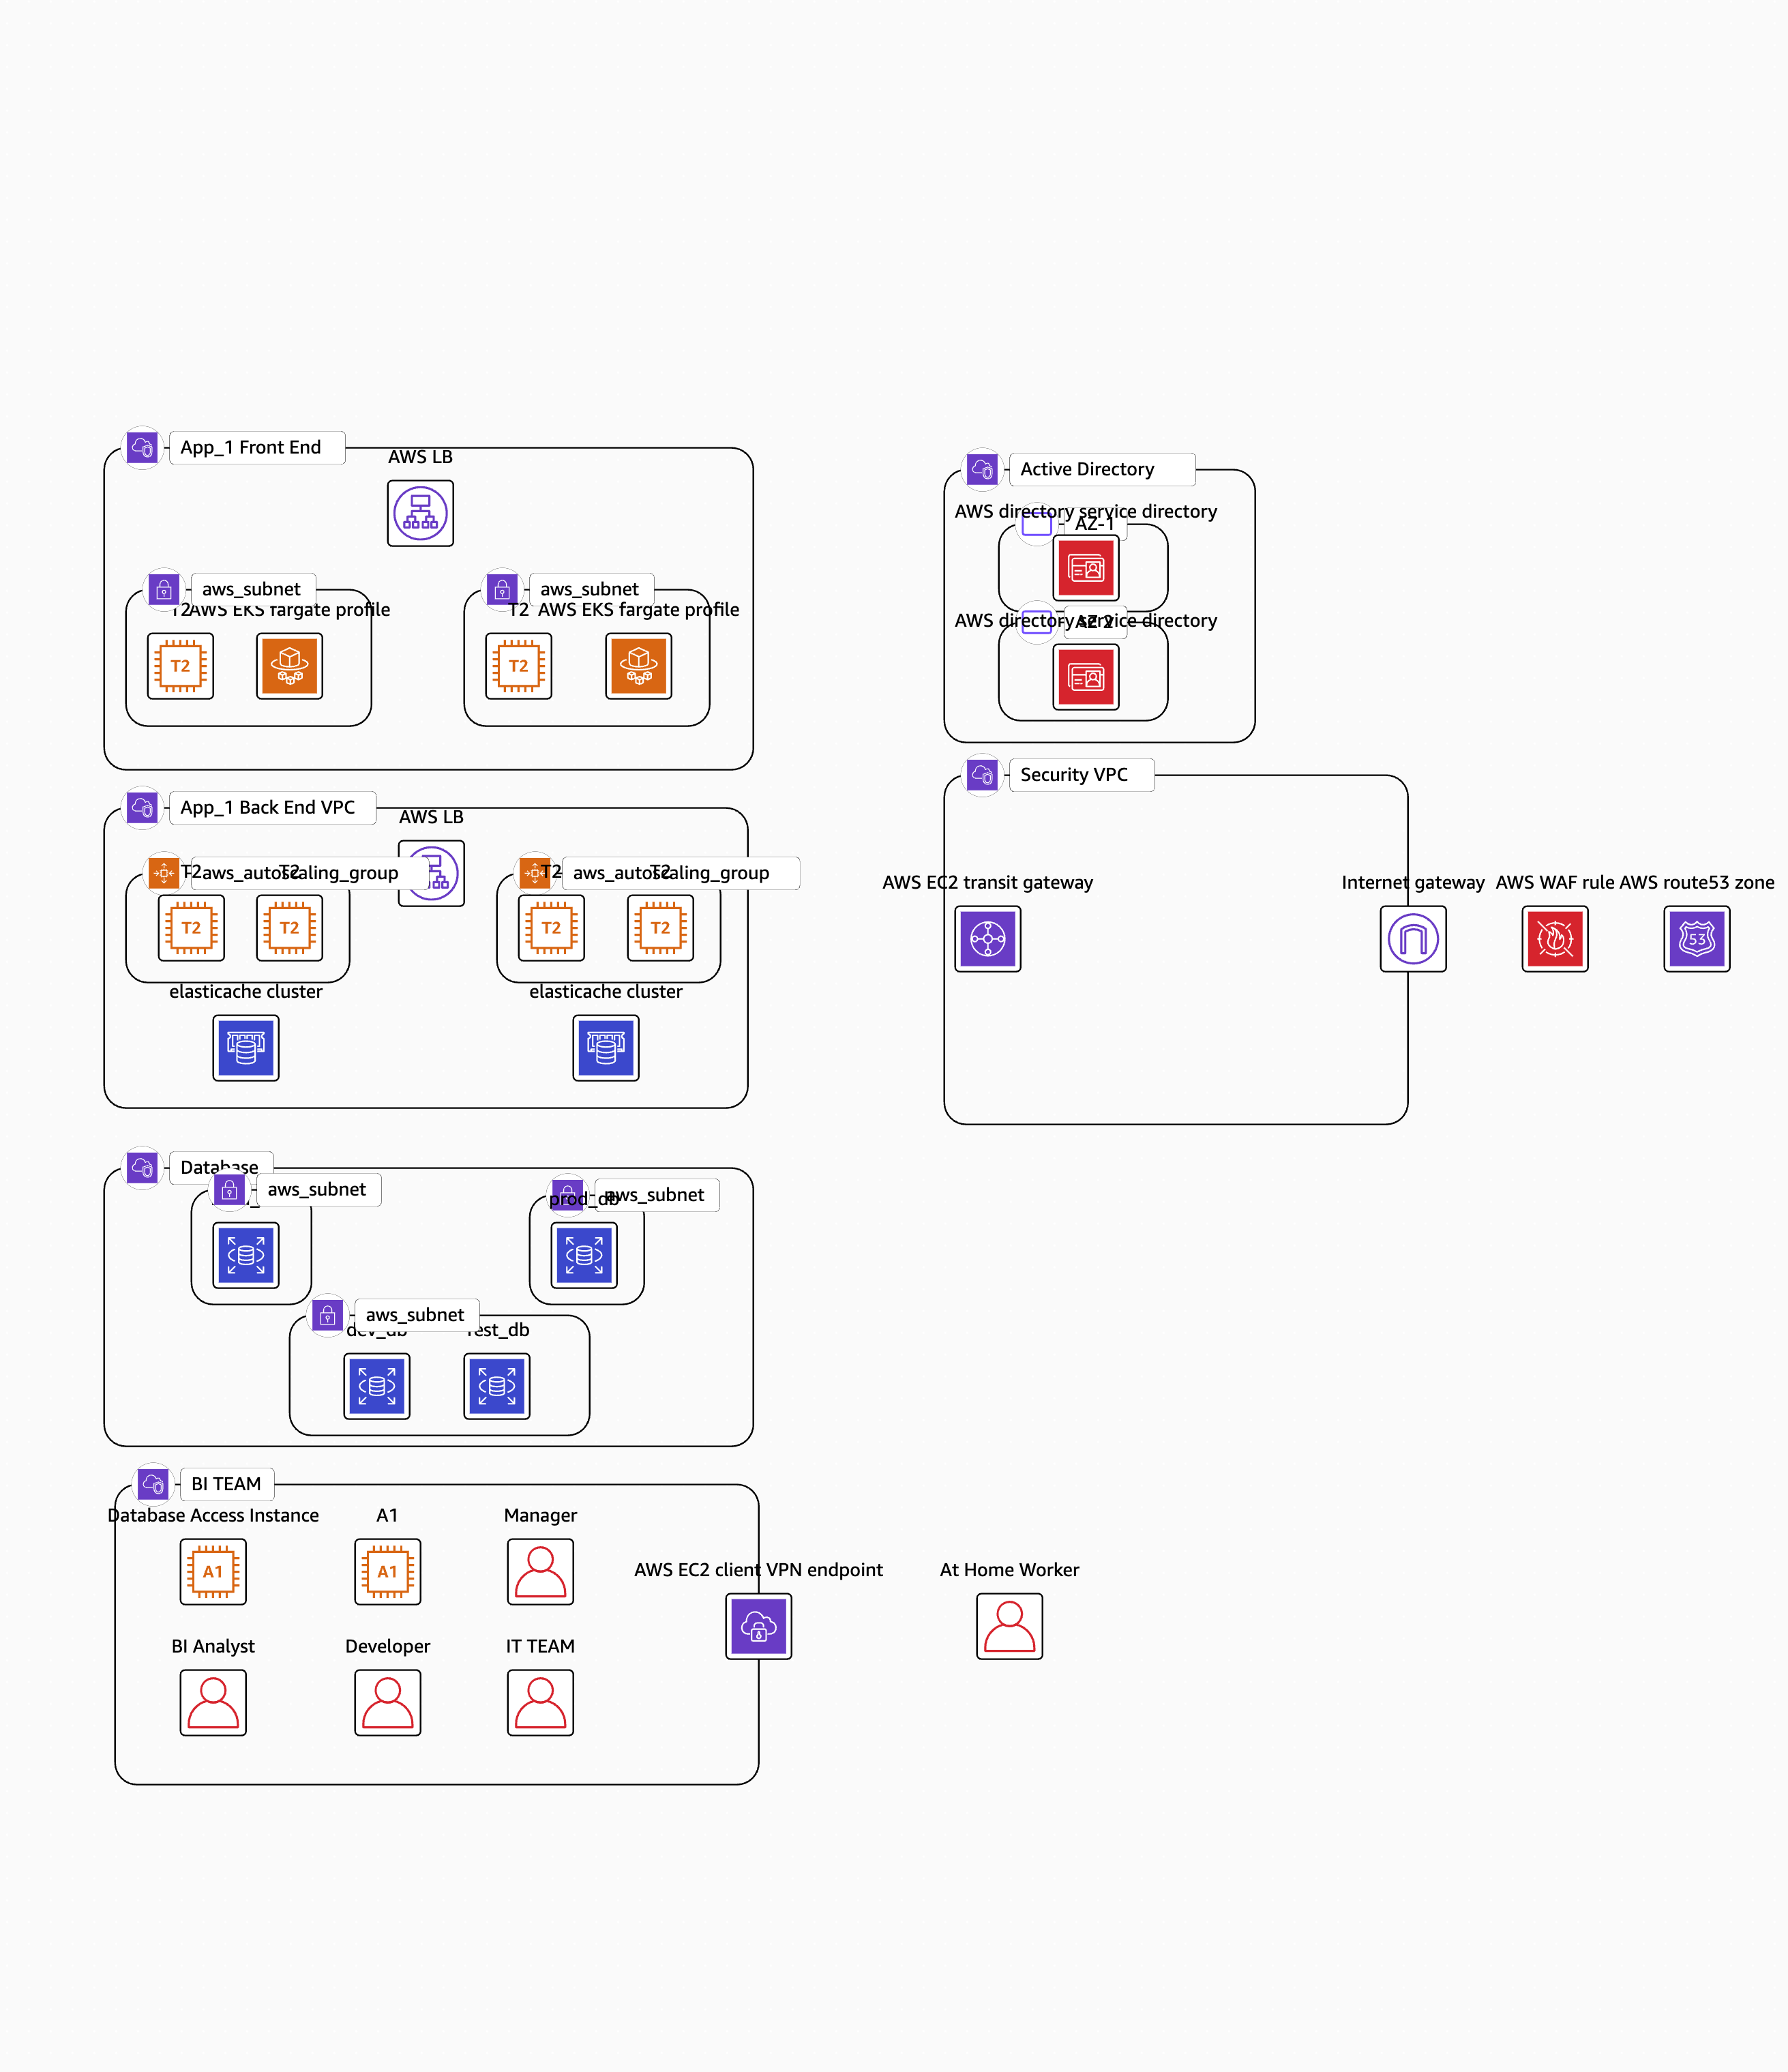 App_1 Front End
AWS LB
aws_subnet
T2
AWS EKS fargate profile
T2
aws_subnet
T2
AWS EKS fargate profile
T2
App_1 Back End VPC
AWS LB
aws_autoscaling_group
T2
T2
T2
T2
aws_autoscaling_group
T2
T2
T2
T2
elasticache cluster
elasticache cluster
Database
aws_subnet
aws_subnet
prod_db
aws_subnet
dev_db
Test_db
BI TEAM
Database Access Instance
A1
Manager
A1
A1
AWS EC2 client VPN endpoint
At Home Worker
BI Analyst
Developer
IT TEAM
Active Directory
AWS directory service directory
AZ-1
AWS directory service directory
AZ-2
Security VPC
AWS EC2 transit gateway
Internet gateway
AWS WAF rule
AWS route53 zone
53